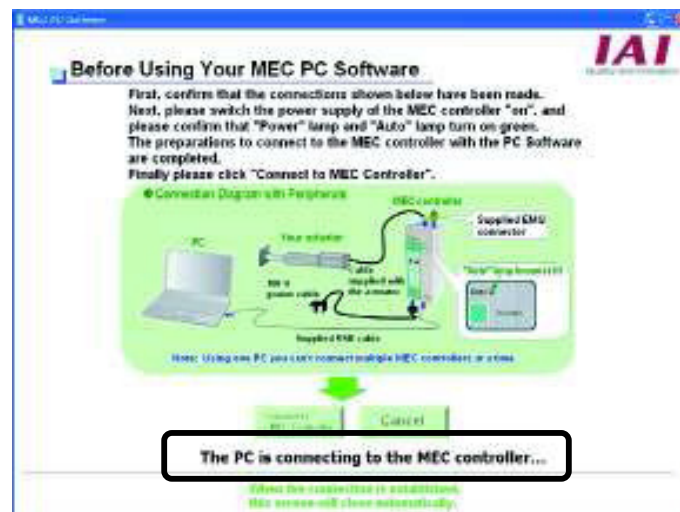 IAI
Before Using Your MEC PC Software
First, confirm that the connections shown below have been made.
Next, please switch the power supply of the MEC controller "on", and
please confirm that "Power" lamp and "Auto" lamp turn on green.
The preparations to connect to the MEC controller with the PC Software
are completed.
Finally please click "Connect to MEC Controller".
Connection Diagram with Peripherals
MEC controller
Supplied EMG
connector
PC
Your actuator
Cable
supplied with
the actuator
power cable
Supplied USB cable
Note: Using one PC you can't connect multiple MEC controllers at a time
Cancel
The PC is connecting to the MEC controller...
When the connection is established,
this screen will close automatically.